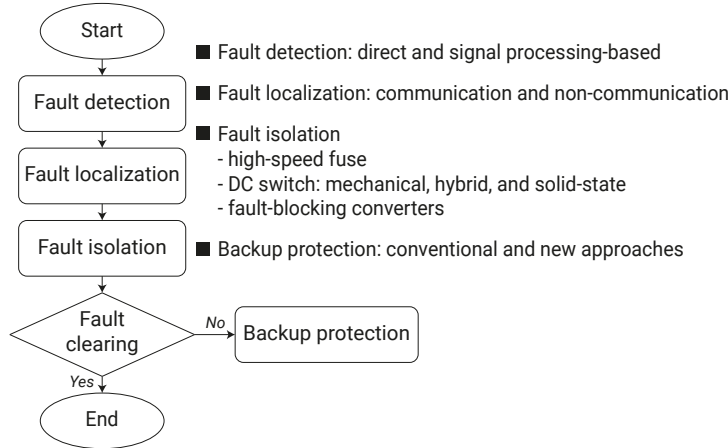 Start
Fault detection
Fault localization
Fault isolation
Fault
clearing
No
Backup protection
Yes
End
■ Fault detection: direct and signal processing-based
■ Fault localization: communication and non-communication
■ Fault isolation
- high-speed fuse
- DC switch: mechanical, hybrid, and solid-state
- fault-blocking converters
■ Backup protection: conventional and new approaches